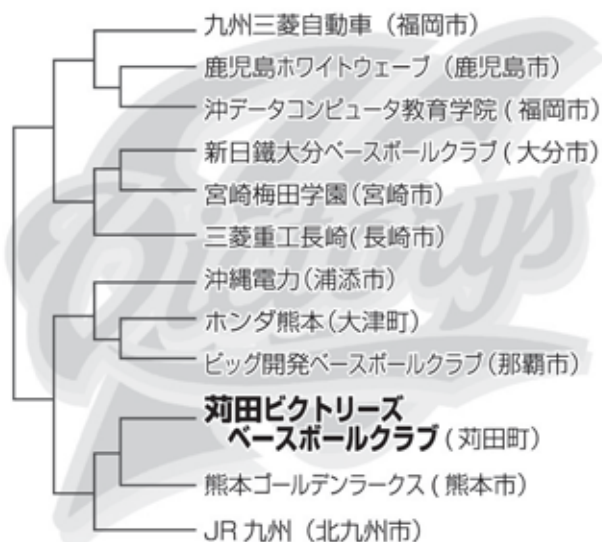 九州三菱自動車(福岡市)
鹿児島ホワイトウェーブ(鹿児島市)
沖データコンピュータ教育学院(福岡市)
新日鐵大分ベースボールクラブ(大分市)
宮崎梅田学園(宮崎市)
三菱重工長崎(長崎市)
沖縄電力(浦添市)
ホンダ熊本(大津町)
ビッグ開発ベースボールクラブ(那覇市)
苅田ビクトリーズ
ベースボールクラブ(苅田町)
熊本ゴールデンラークス(熊本市)
JR九州(北九州市)